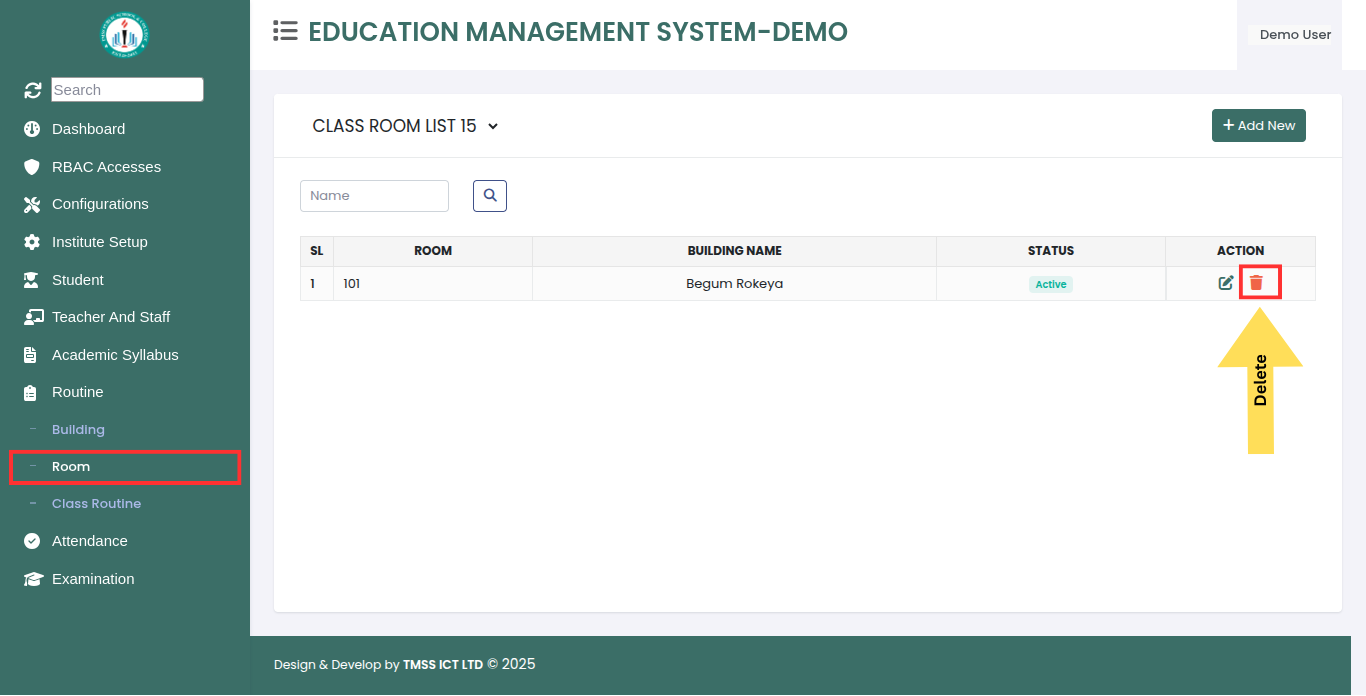 EDUCATION MANAGEMENT SYSTEM-DEMO
Demo User
Search
Dashboard
RBAC Accesses
Configurations
Institute Setup
Student
Teacher And Staff
Academic Syllabus
Routine
Building
Room
Class Routine
Attendance
Examination
CLASS ROOM LIST 15
Add New
Name
SL ROOM BUILDING NAME STATUS ACTION
1 101 Begum Rokeya Active
Delete
Design & Develop by TMSS ICT LTD © 2025